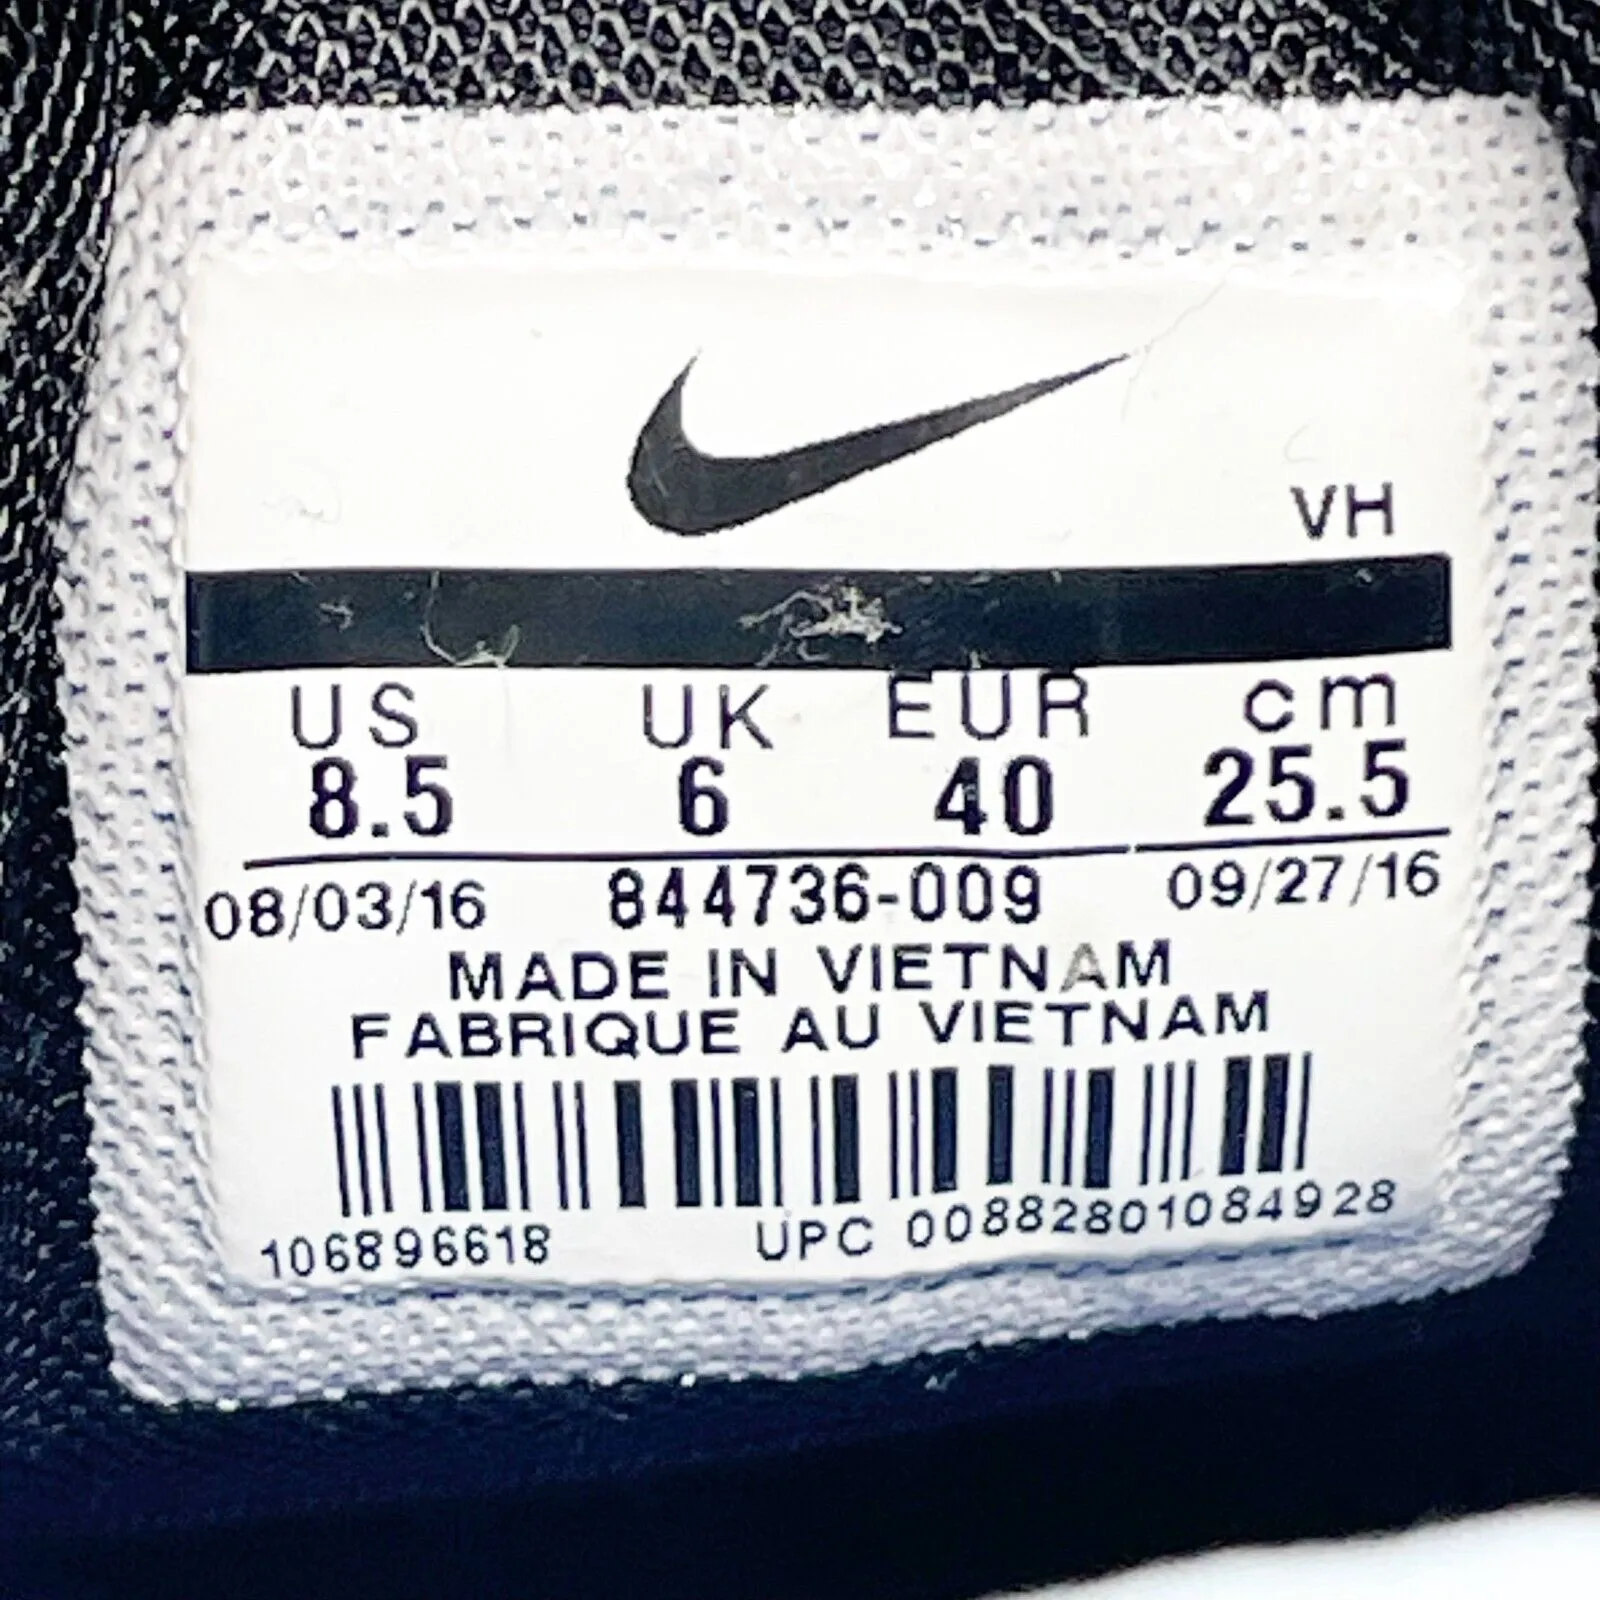 VH
US UK EUR cm
8.5 6 40 25.5
08/03/16 844736-009 09/27/16
MADE IN VIETNAM
FABRIQUE AU VIETNAM
106896618 UPC 00882801084928